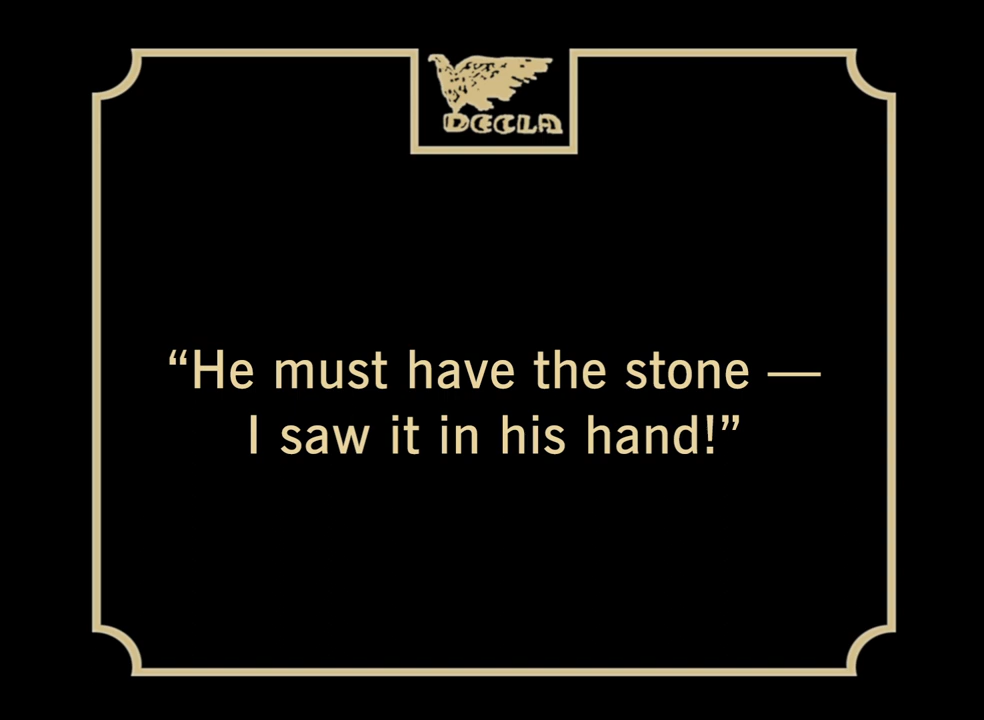 DECLA
“He must have the stone —
I saw it in his hand!”